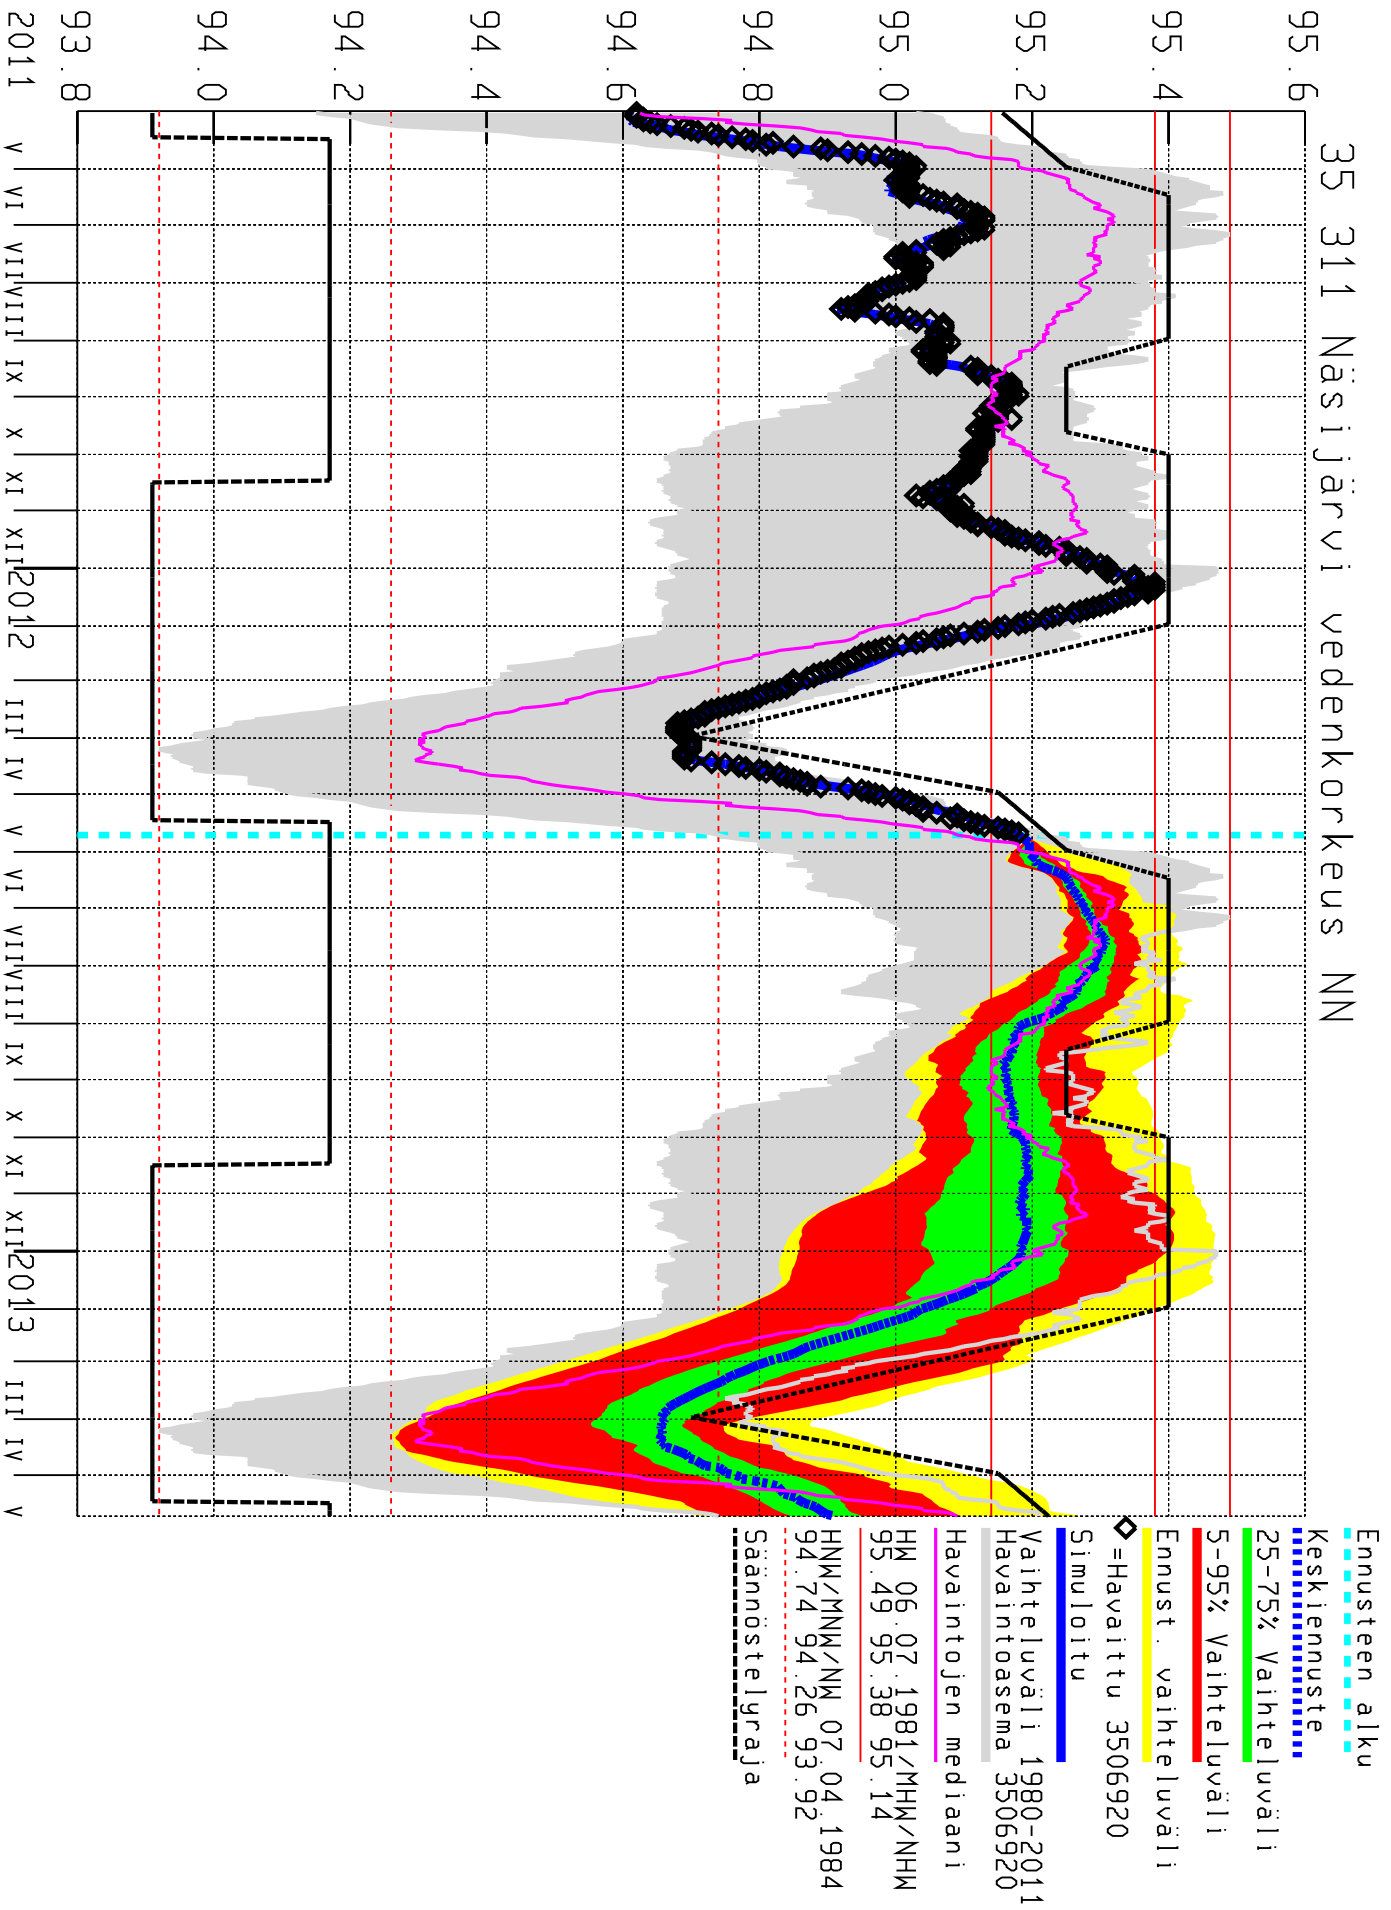 35 31 Näsijärvi vedenkorkeus NN
95.6
95.4
95.2
95.0
94.8
94.6
94.4
94.2
94.0
93.8
2011 V VI VII VIII IX X XI XII 2012 III IV V VI VII VIII IX X XI XII 2013 III IV V
Ennusteen alku
Keskiennuste
25-75% Vaihteluväli
5-95% Vaihteluväli
Ennust. vaihteluväli
=Havaittu 3506920
Simuloitu
Vaihteluväli 1980-2011
Havaintoasema 3506920
Havaintojen mediaani
HW 06.07.1981/MHW/NHW
95.49 95.38 95.14
HNW/MNW/NW 07.04.1984
94.74 94.26 93.92
Säännöstelyraja